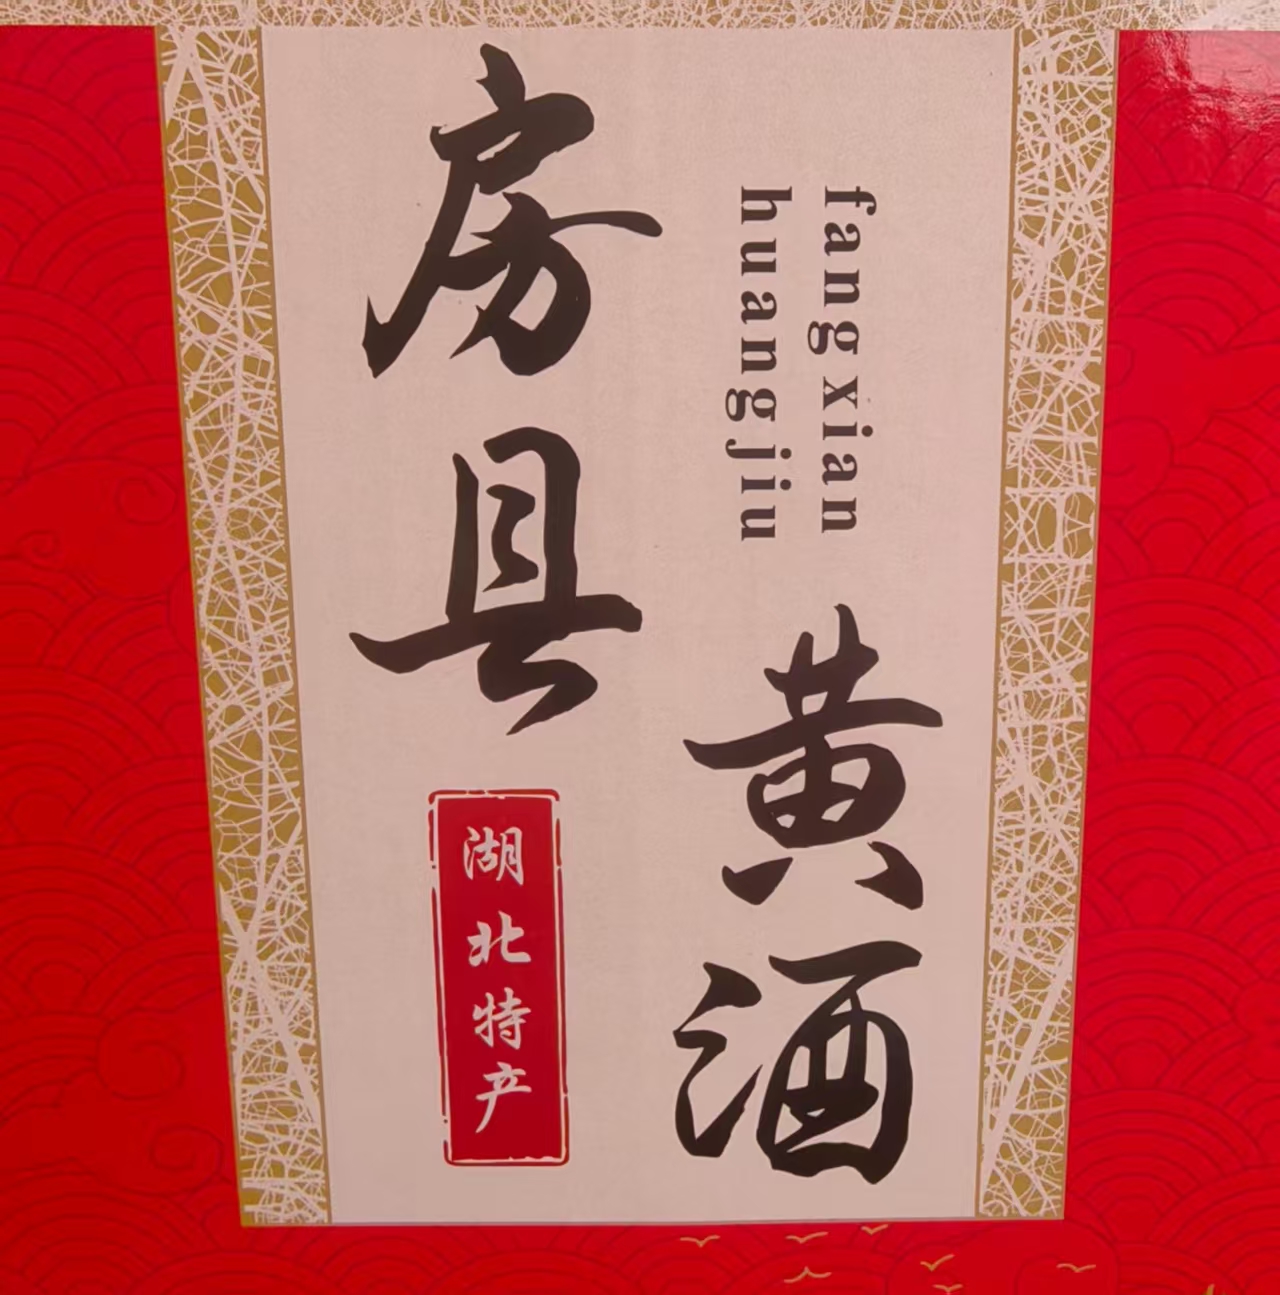 房县
fang xian
huang jiu
黄酒
湖北特产